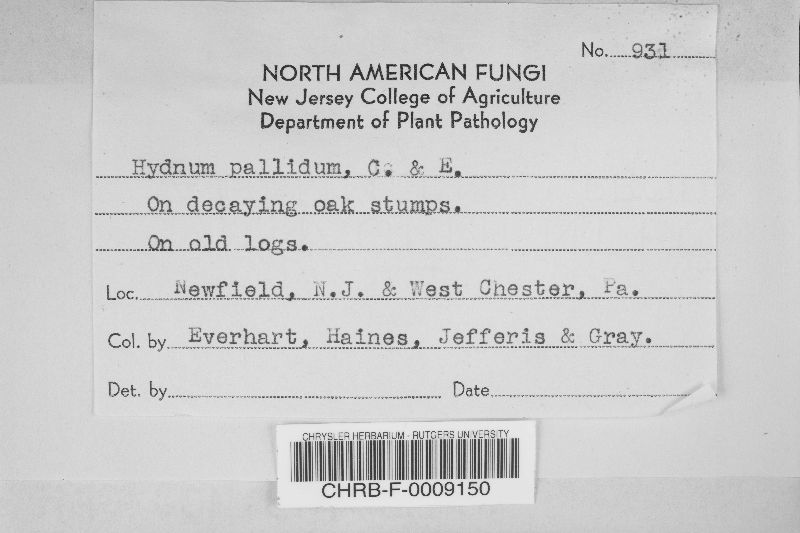 No. 931
NORTH AMERICAN FUNGI
New Jersey College of Agriculture
Department of Plant Pathology
Hydnum pallidum, C. & E.
On decaying oak stumps.
On old logs.
Loc. Newfield, N.J. & West Chester, Pa.
Col. by Everhart, Haines, Jefferis & Gray.
Det. by Date
CHRYSLER HERBARIUM - RUTGERS UNIVERSITY
CHRB-F-0009150